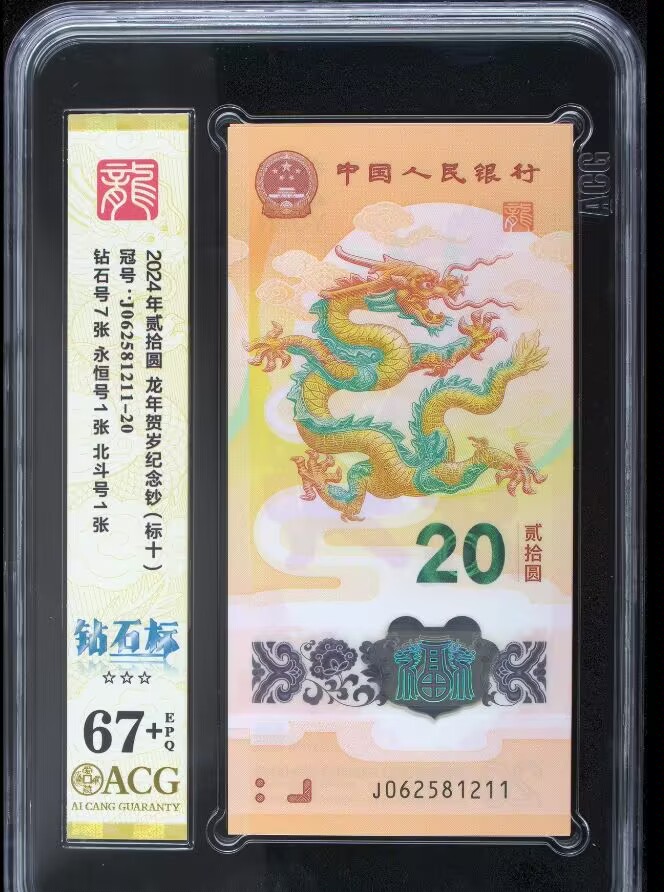 龍
2024年贰拾圆 龙年贺岁纪念钞(标十)
冠号·J062581211-20
钻石号7张 永恒号1张 北斗号1张
钻石标
☆☆☆
67+
EPQ
ACG
AI CANG GUARANTY
中国人民银行
龍
20
贰拾圆
福
J062581211
ACG